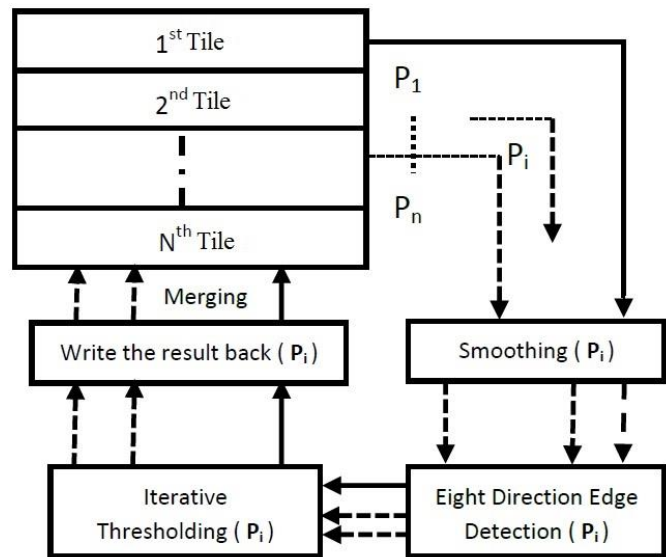 1st Tile
P1
2nd Tile
Pi
Pn
Nth Tile
Merging
Write the result back ( Pi )
Smoothing ( Pi )
Iterative
Thresholding ( Pi )
Eight Direction Edge
Detection ( Pi )